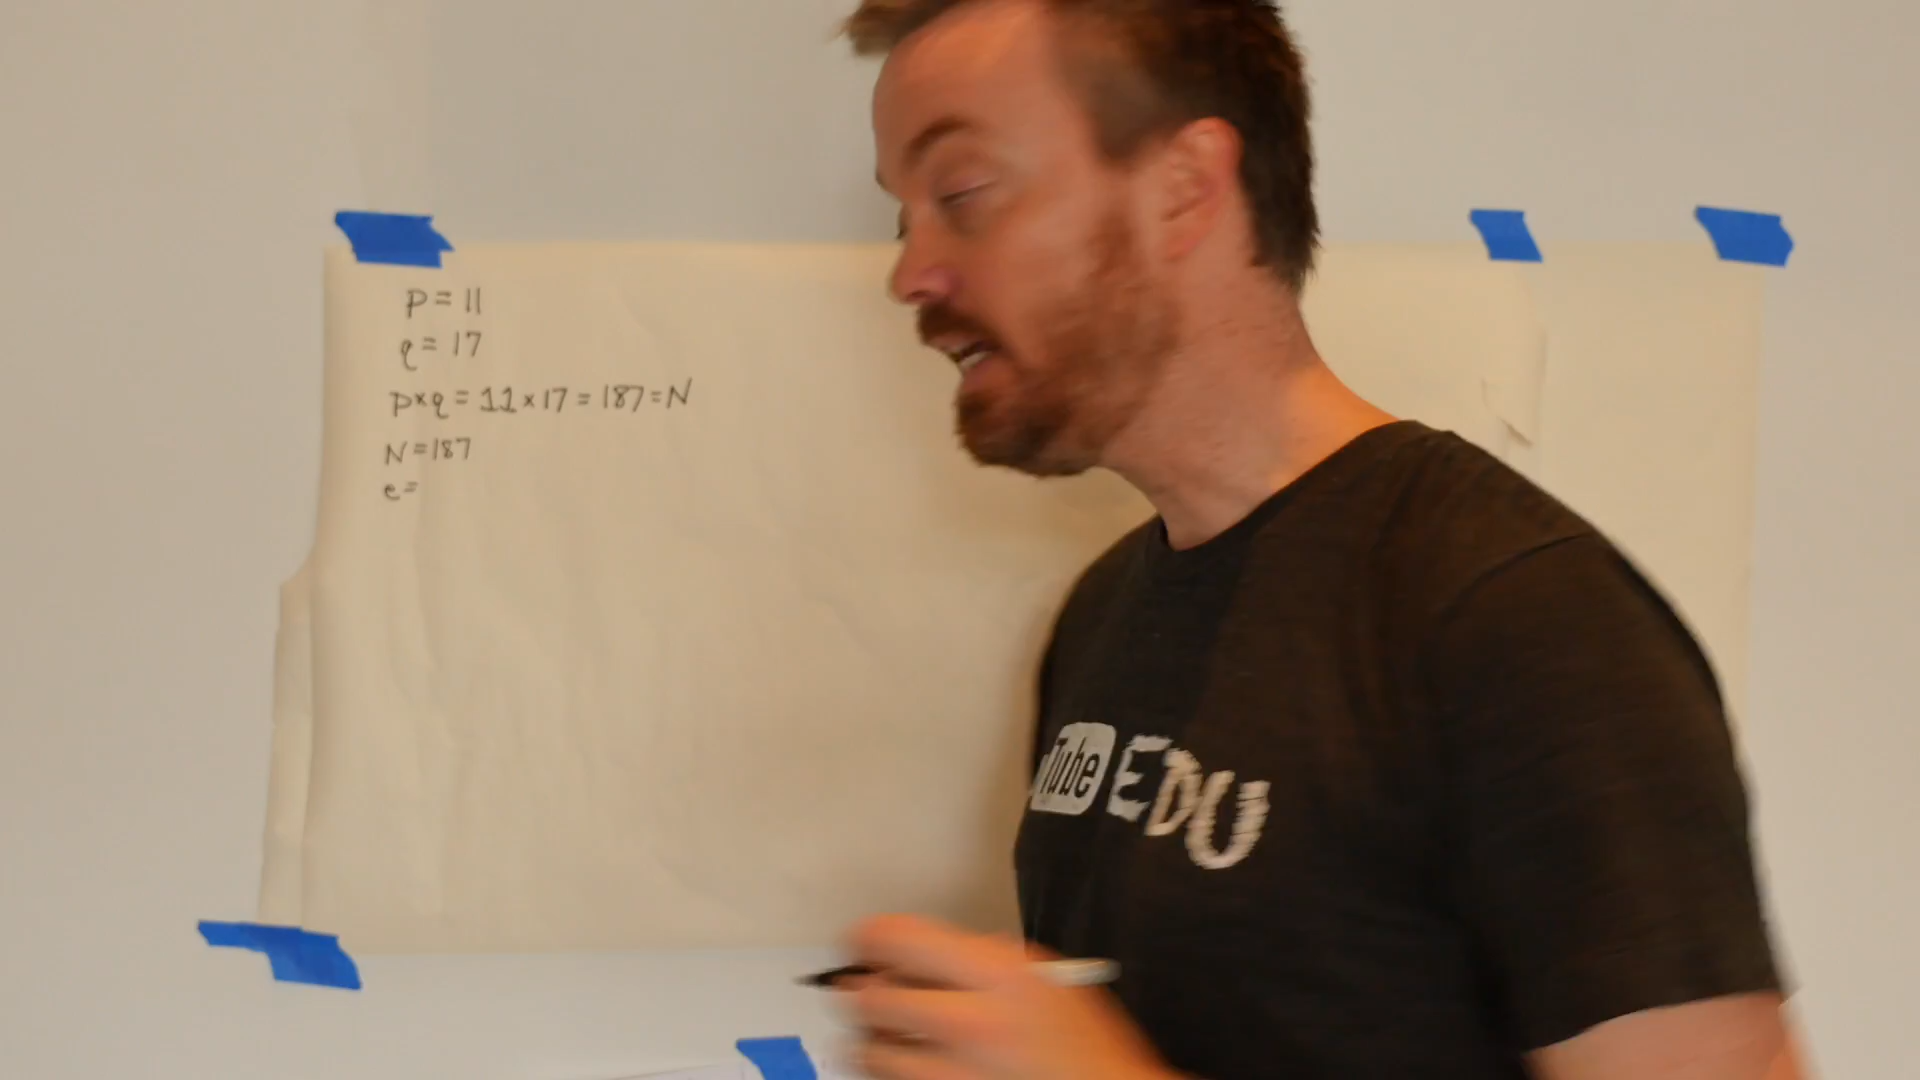 p = 11
q = 17
p×q = 11×17 = 187 = N
N = 187
e =
Tube EDU